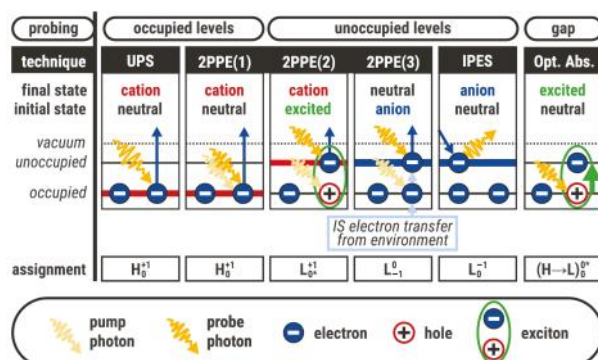 probing occupied levels unoccupied levels gap
technique UPS 2PPE(1) 2PPE(2) 2PPE(3) IPES Opt. Abs.
final state cation cation cation neutral anion excited
initial state neutral neutral excited anion neutral neutral
vacuum
unoccupied
occupied
IS electron transfer
from environment
assignment H₀⁺¹ H₀⁺¹ L₀*⁺¹ L₋₁⁰ L₀⁻¹ (H→L)₀⁰*
pump photon probe photon electron hole exciton